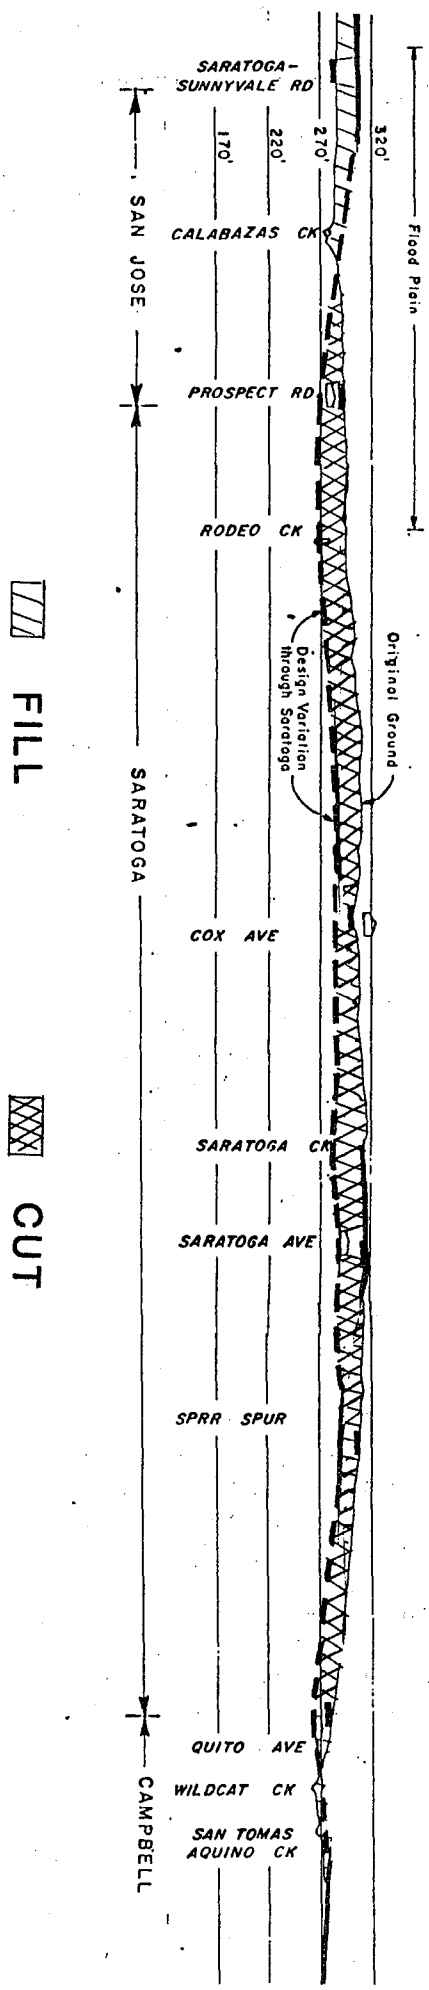 SARATOGA-
SUNNYVALE RD
170'
220'
270'
320'
Flood Plain
CALABAZAS CK
SAN JOSE
PROSPECT RD
RODEO CK
Original Ground
Design Variation
through Saratoga
FILL
SARATOGA
COX AVE
SARATOGA CK
CUT
SARATOGA AVE
SPRR SPUR
QUITO AVE
WILDCAT CK
CAMPBELL
SAN TOMAS
AQUINO CK